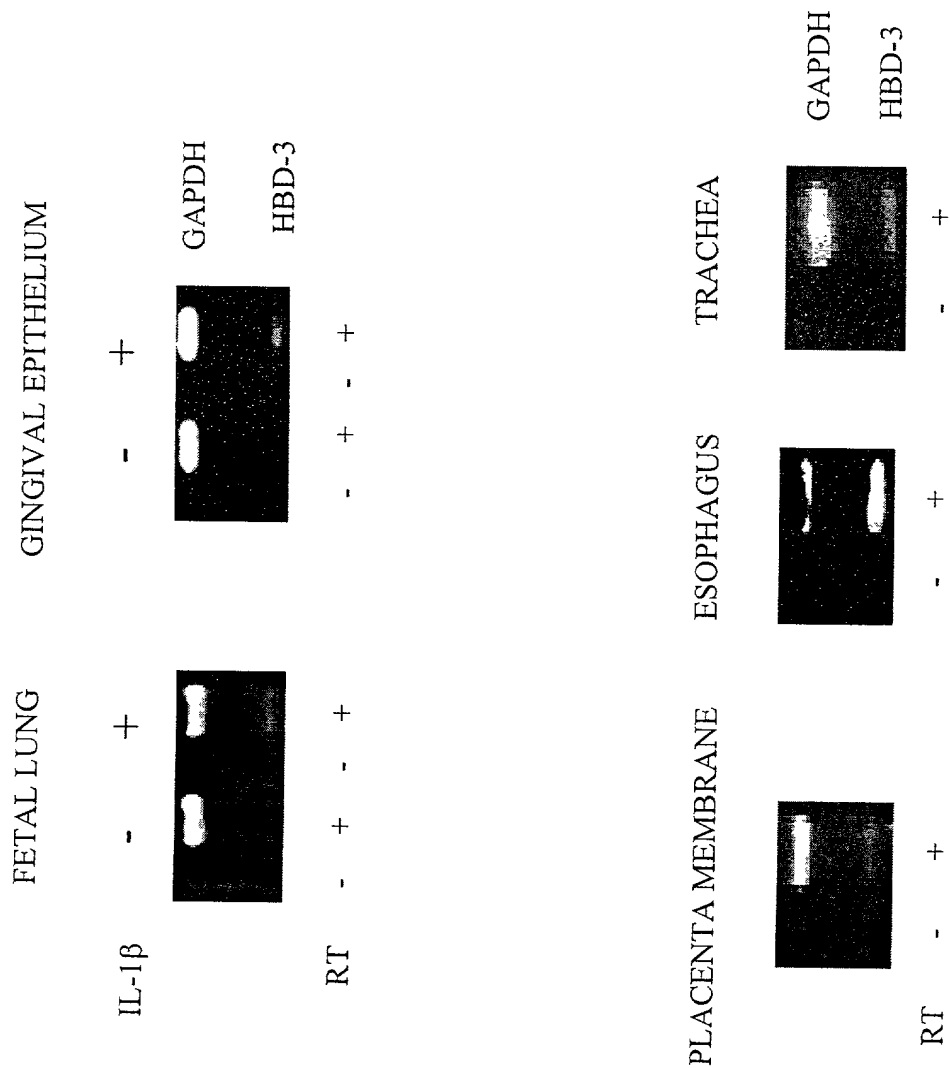 FETAL LUNG GINGIVAL EPITHELIUM
IL-1β - + - +
GAPDH
HBD-3
RT - + - + - + - +
PLACENTA MEMBRANE ESOPHAGUS TRACHEA
GAPDH
HBD-3
RT - + - + - +